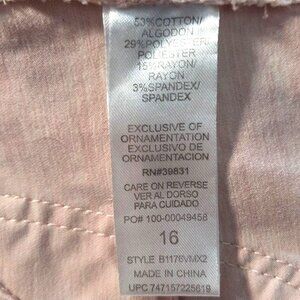 53%COTTON/
ALGODON
29%POLYESTER/
POLYESTER
15%RAYON/
RAYON
3%SPANDEX/
SPANDEX
EXCLUSIVE OF
ORNAMENTATION
EXCLUSIVO DE
ORNAMENTACION
RN#39831
CARE ON REVERSE
VER AL DORSO
PARA CUIDADO
PO# 100-00049458
16
STYLE B1176VMX2
MADE IN CHINA
UPC 747157225619